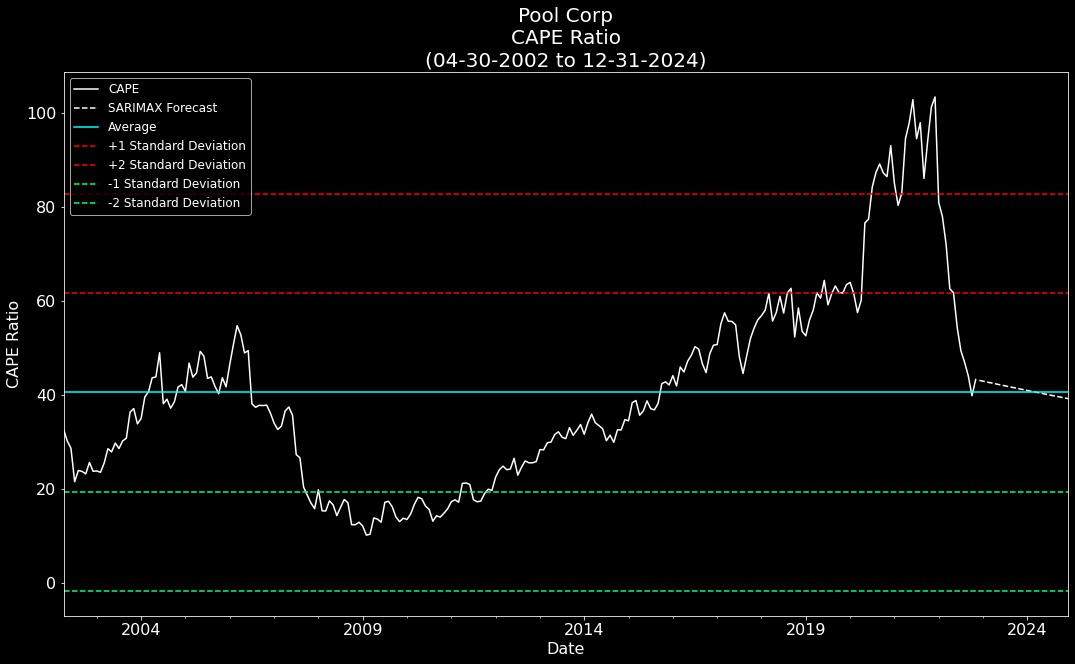 Pool Corp
CAPE Ratio
(04-30-2002 to 12-31-2024)
CAPE
SARIMAX Forecast
Average
+1 Standard Deviation
+2 Standard Deviation
-1 Standard Deviation
-2 Standard Deviation
100
80
60
40
20
0
CAPE Ratio
2004 2009 2014 2019 2024
Date